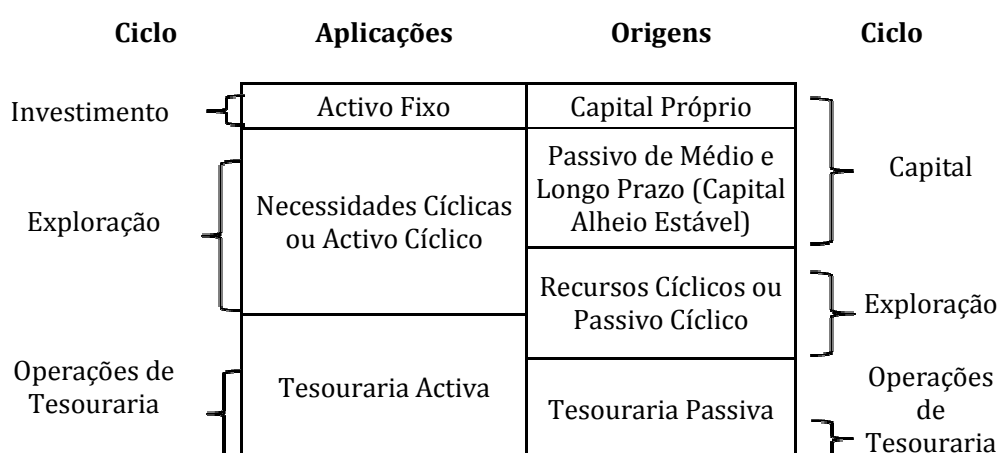 Ciclo Aplicações Origens Ciclo
Investimento
Activo Fixo
Capital Próprio
Exploração
Necessidades Cíclicas
ou Activo Cíclico
Passivo de Médio e
Longo Prazo (Capital
Alheio Estável)
Capital
Recursos Cíclicos ou
Passivo Cíclico
Exploração
Operações de
Tesouraria
Tesouraria Activa
Tesouraria Passiva
Operações
de
Tesouraria